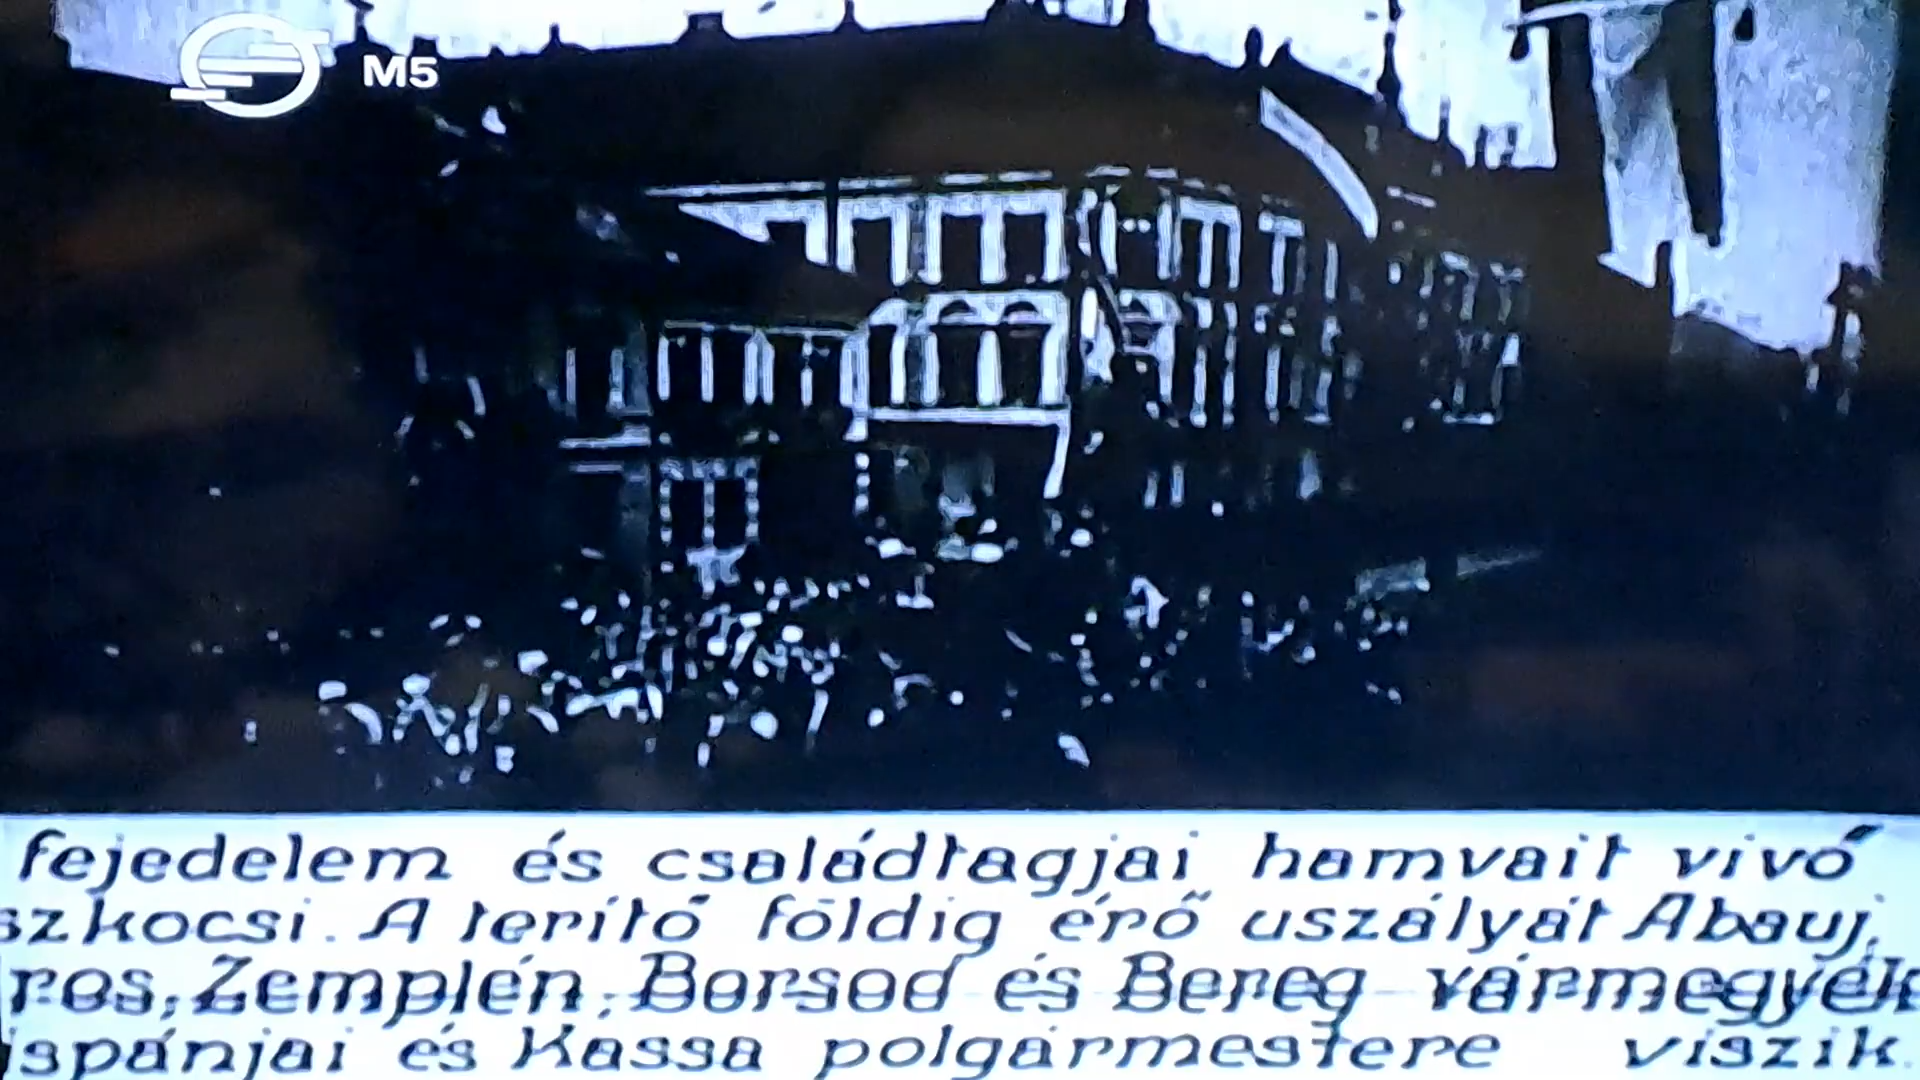 M5
fejedelem és családtagjai hamvait vivő
szkocsi. A terítő földig érő uszályát Abauj,
ros, Zemplén, Borsod és Bereg vármegyék
ispánjai és Kassa polgármestere viszik.